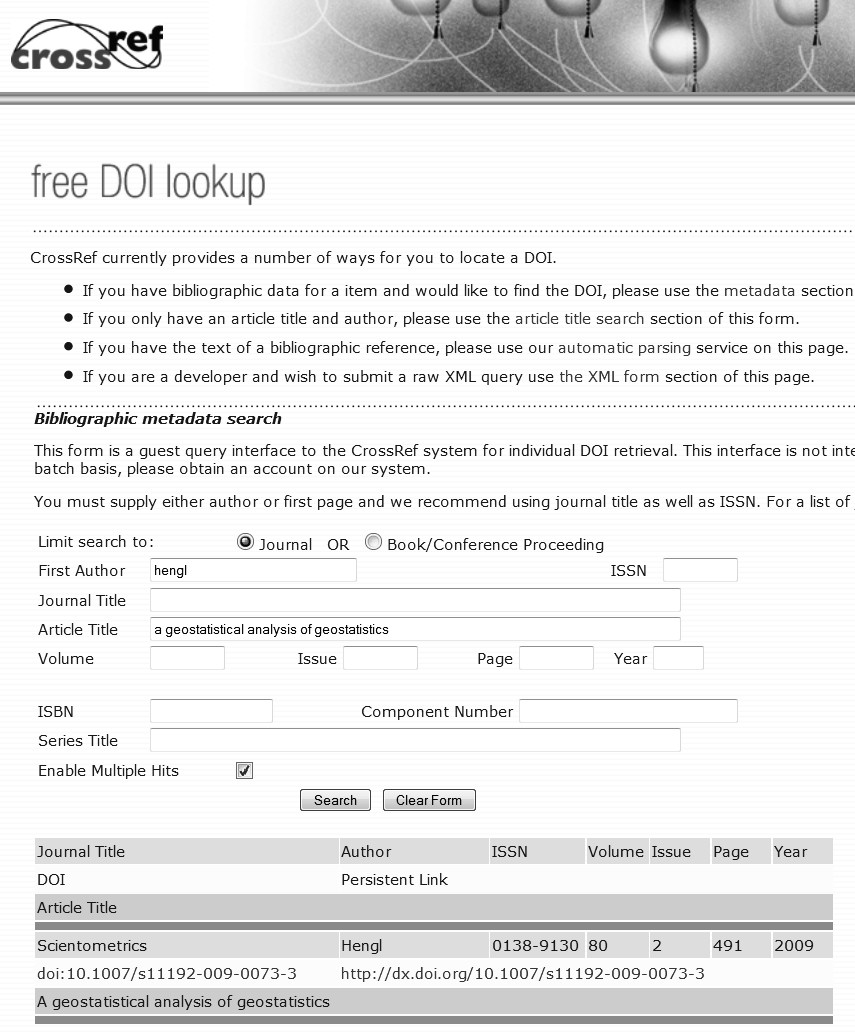 crossref
free DOI lookup
CrossRef currently provides a number of ways for you to locate a DOI.
• If you have bibliographic data for a item and would like to find the DOI, please use the metadata section
• If you only have an article title and author, please use the article title search section of this form.
• If you have the text of a bibliographic reference, please use our automatic parsing service on this page.
• If you are a developer and wish to submit a raw XML query use the XML form section of this page.
Bibliographic metadata search
This form is a guest query interface to the CrossRef system for individual DOI retrieval. This interface is not inte
batch basis, please obtain an account on our system.
You must supply either author or first page and we recommend using journal title as well as ISSN. For a list of
Limit search to: Journal OR Book/Conference Proceeding
First Author hengl ISSN
Journal Title
Article Title a geostatistical analysis of geostatistics
Volume Issue Page Year
ISBN Component Number
Series Title
Enable Multiple Hits
Search Clear Form
Journal Title Author ISSN Volume Issue Page Year
DOI Persistent Link
Article Title
Scientometrics Hengl 0138-9130 80 2 491 2009
doi:10.1007/s11192-009-0073-3 http://dx.doi.org/10.1007/s11192-009-0073-3
A geostatistical analysis of geostatistics